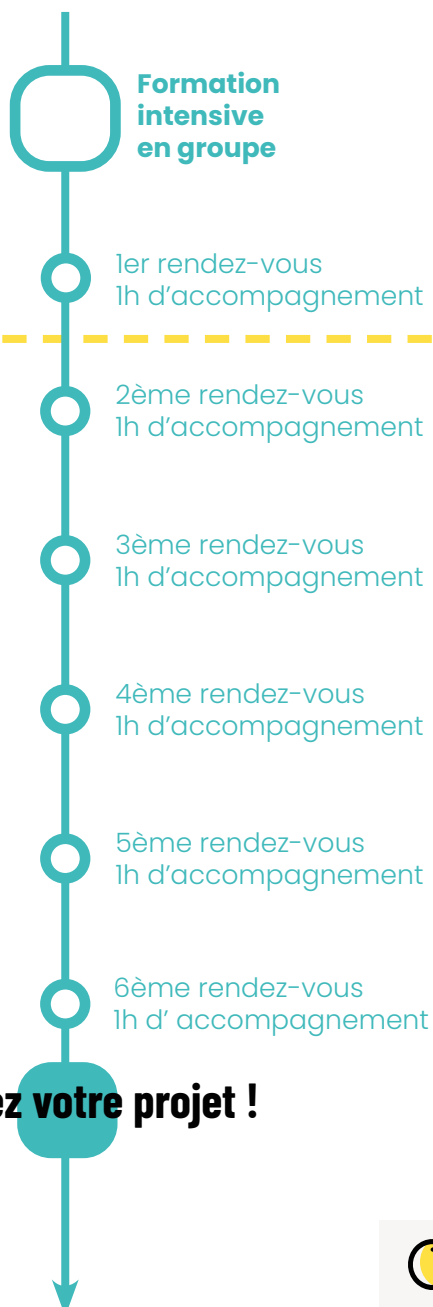 Formation
intensive
en groupe
1er rendez-vous
1h d'accompagnement
2ème rendez-vous
1h d'accompagnement
3ème rendez-vous
1h d'accompagnement
4ème rendez-vous
1h d'accompagnement
5ème rendez-vous
1h d'accompagnement
6ème rendez-vous
1h d' accompagnement
votre projet !